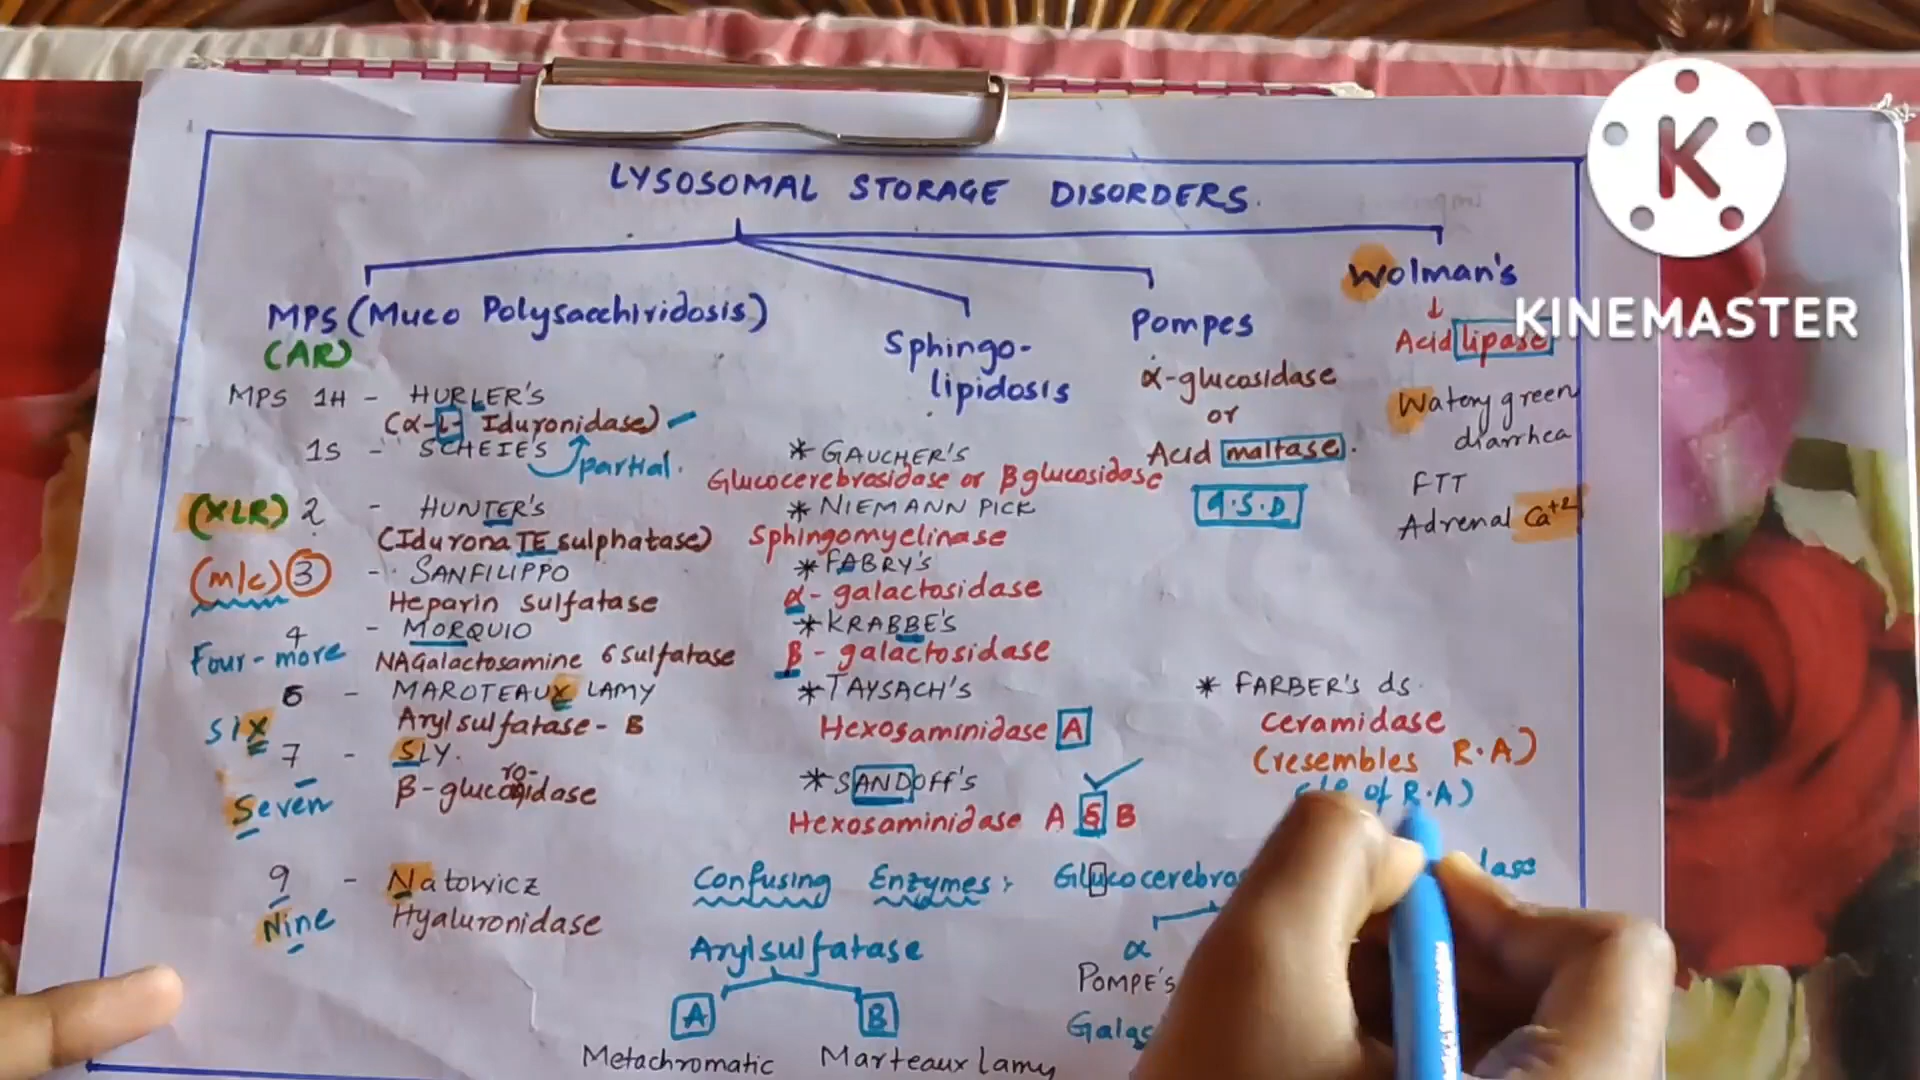 LYSOSOMAL STORAGE DISORDERS.
K
KINEMASTER
MPS (Muco Polysacchiridosis)
(AR)
MPS 1H - HURLER'S
(α-L- Iduronidase)
1S - SCHEIE'S
partial.
(XLR) 2 - HUNTER'S
(IduronaTE sulphatase)
(m/c) 3 - SANFILIPPO
Heparin sulfatase
4 - MORQUIO
Four-more
NAGalactosamine 6 sulfatase
6 - MAROTEAUX LAMY
SIX
Arylsulfatase - B
7 - SLY.
Seven
β-glucoronidase
9 - Natowicz
Nine
Hyaluronidase
Sphingo-
lipidosis
* GAUCHER'S
Glucocerebrosidase or βglucosidase
* NIEMANN PICK
Sphingomyelinase
* FABRY'S
α- galactosidase
* KRABBE'S
β- galactosidase
* TAYSACH'S
Hexosaminidase A
* SANDOFF'S
Hexosaminidase A & B
Pompes
α-glucosidase
or
Acid maltase.
G.S.D
Wolman's
Acid lipase
Watery green
diarrhea
FTT
Adrenal Ca+2
* FARBER'S ds.
ceramidase
(resembles R.A)
of R.A)
Confusing Enzymes:
Arylsulfatase
A B
Metachromatic Marteaux lamy
α
POMPE'S